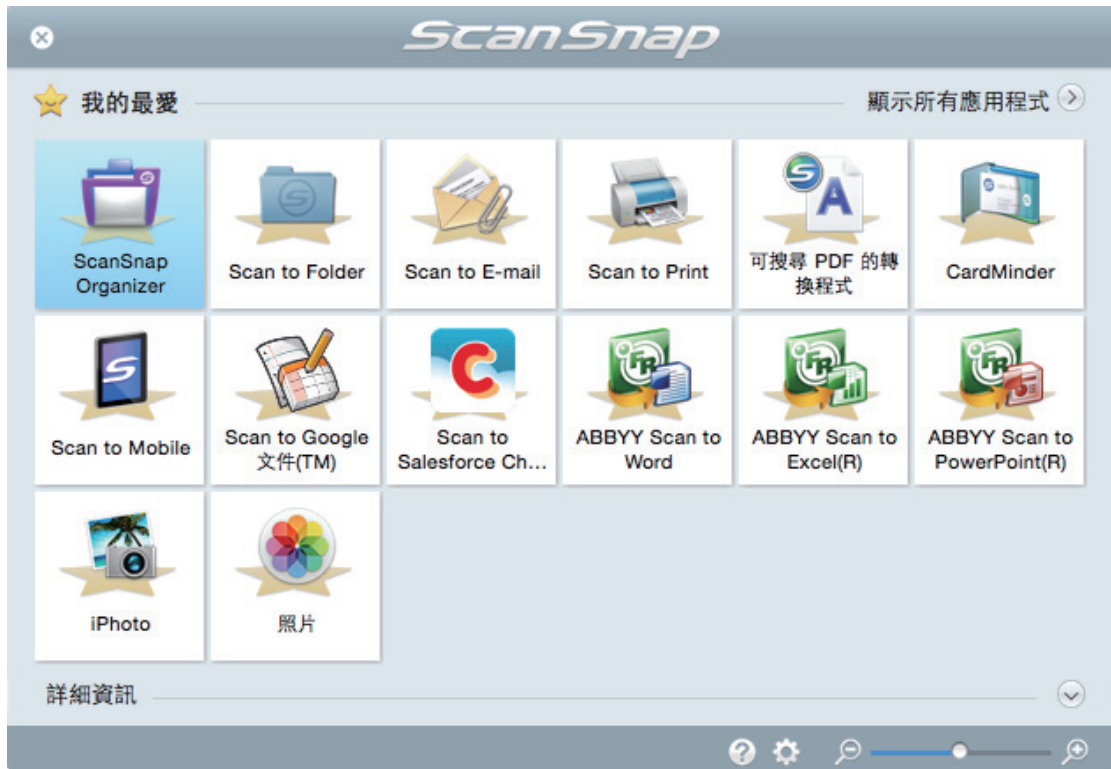 ScanSnap
我的最愛
顯示所有應用程式
ScanSnap
Organizer
Scan to Folder
Scan to E-mail
Scan to Print
可搜尋 PDF 的轉
換程式
CardMinder
Scan to Mobile
Scan to Google
文件(TM)
Scan to
Salesforce Ch...
ABBYY Scan to
Word
ABBYY Scan to
Excel(R)
ABBYY Scan to
PowerPoint(R)
iPhoto
照片
詳細資訊